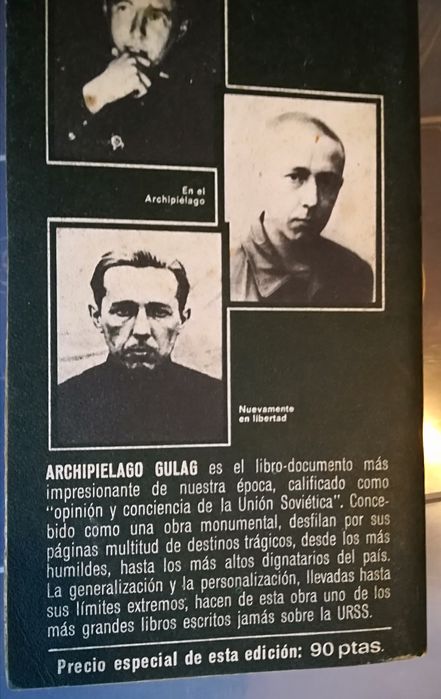 En el
Archipiélago
Nuevamente
en libertad
ARCHIPIELAGO GULAG es el libro-documento más
impresionante de nuestra época, calificado como
"opinión y conciencia de la Unión Soviética". Conce-
bido como una obra monumental, desfilan por sus
páginas multitud de destinos trágicos, desde los más
humildes, hasta los más altos dignatarios del país.
La generalización y la personalización, llevadas hasta
sus límites extremos, hacen de esta obra uno de los
más grandes libros escritos jamás sobre la URSS.
Precio especial de esta edición: 90 ptas.